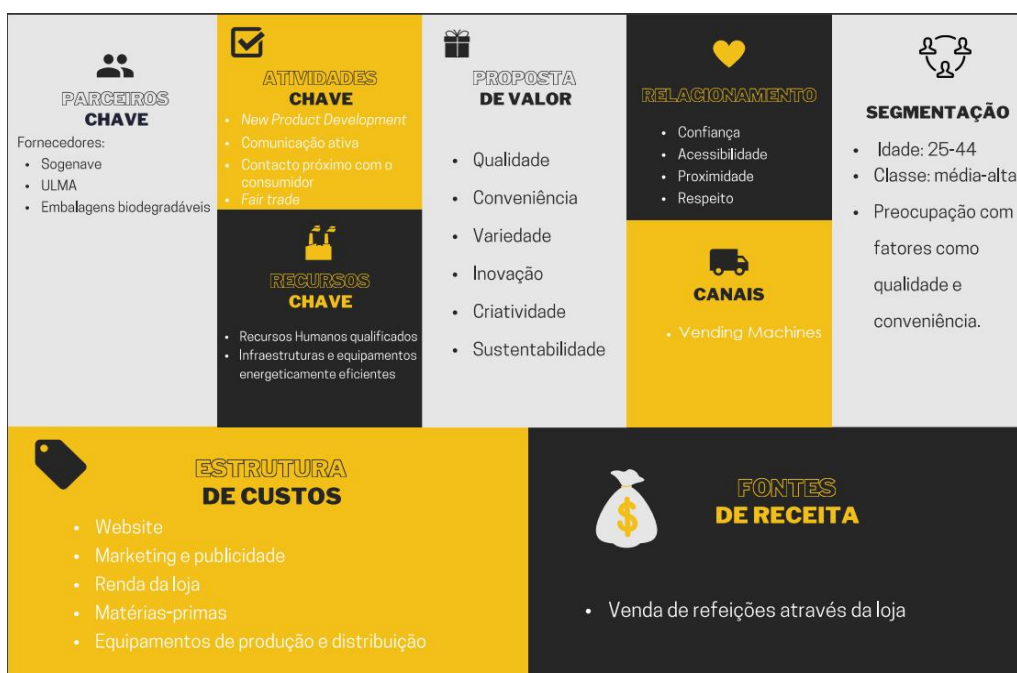 PARCEIROS
CHAVE
Fornecedores:
• Sogenave
• ULMA
• Embalagens biodegradáveis
ATIVIDADES
CHAVE
• New Product Development
• Comunicação ativa
• Contacto próximo com o
consumidor
• Fair trade
RECURSOS
CHAVE
• Recursos Humanos qualificados
• Infraestruturas e equipamentos
energeticamente eficientes
PROPOSTA
DE VALOR
• Qualidade
• Conveniência
• Variedade
• Inovação
• Criatividade
• Sustentabilidade
RELACIONAMENTO
• Confiança
• Acessibilidade
• Proximidade
• Respeito
CANAIS
• Vending Machines
SEGMENTAÇÃO
• Idade: 25-44
• Classe: média-alta
• Preocupação com
fatores como
qualidade e
conveniência.
ESTRUTURA
DE CUSTOS
• Website
• Marketing e publicidade
• Renda da loja
• Matérias-primas
• Equipamentos de produção e distribuição
$
FONTES
DE RECEITA
• Venda de refeições através da loja